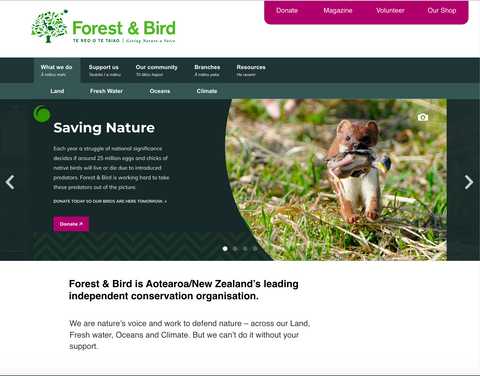 Donate Magazine Volunteer Our Shop
Forest & Bird
TE REO O TE TAIAO | Giving Nature a Voice
What we do Support us Our community Branches Resources
Ā mātou mahi Tautoko i a mātou Tō tātou hapori Ā mātou peka He rauemi
Land Fresh Water Oceans Climate
Saving Nature
Each year a struggle of national significance
decides if around 25 million eggs and chicks of
native birds will live or die due to introduced
predators. Forest & Bird is working hard to take
these predators out of the picture.
DONATE TODAY SO OUR BIRDS ARE HERE TOMORROW.
Donate
Forest & Bird is Aotearoa/New Zealand's leading
independent conservation organisation.
We are nature's voice and work to defend nature – across our Land,
Fresh water, Oceans and Climate. But we can't do it without your
support.